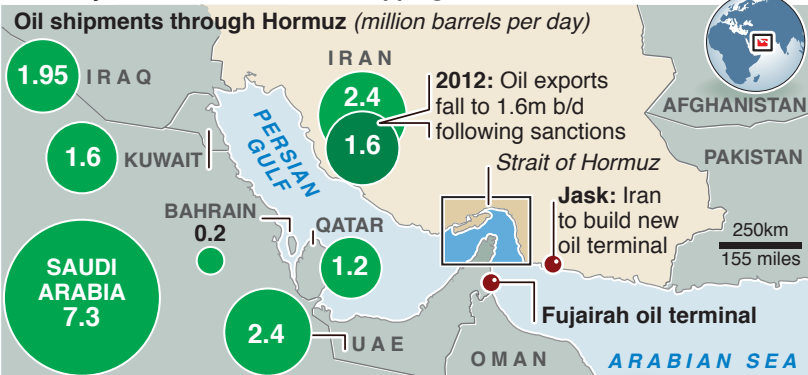 Oil shipments through Hormuz (million barrels per day)
1.95
IRAQ
IRAN
2.4
1.6
2012: Oil exports
fall to 1.6m b/d
following sanctions
AFGHANISTAN
1.6
KUWAIT
PERSIAN
GULF
Strait of Hormuz
PAKISTAN
BAHRAIN
0.2
QATAR
1.2
Jask: Iran
to build new
oil terminal
250km
155 miles
SAUDI
ARABIA
7.3
2.4
UAE
Fujairah oil terminal
OMAN
ARABIAN SEA